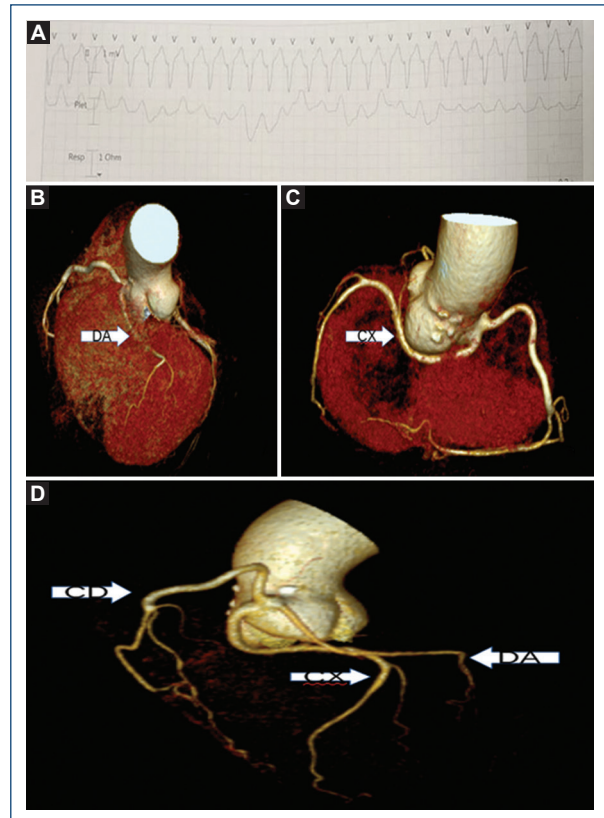 A
V V V V V V V V V V V V V V V V V V V V V V V V V V V
II 1 mV
Plet
Resp 1 Ohm
B
DA
C
CX
D
CD
DA
CX